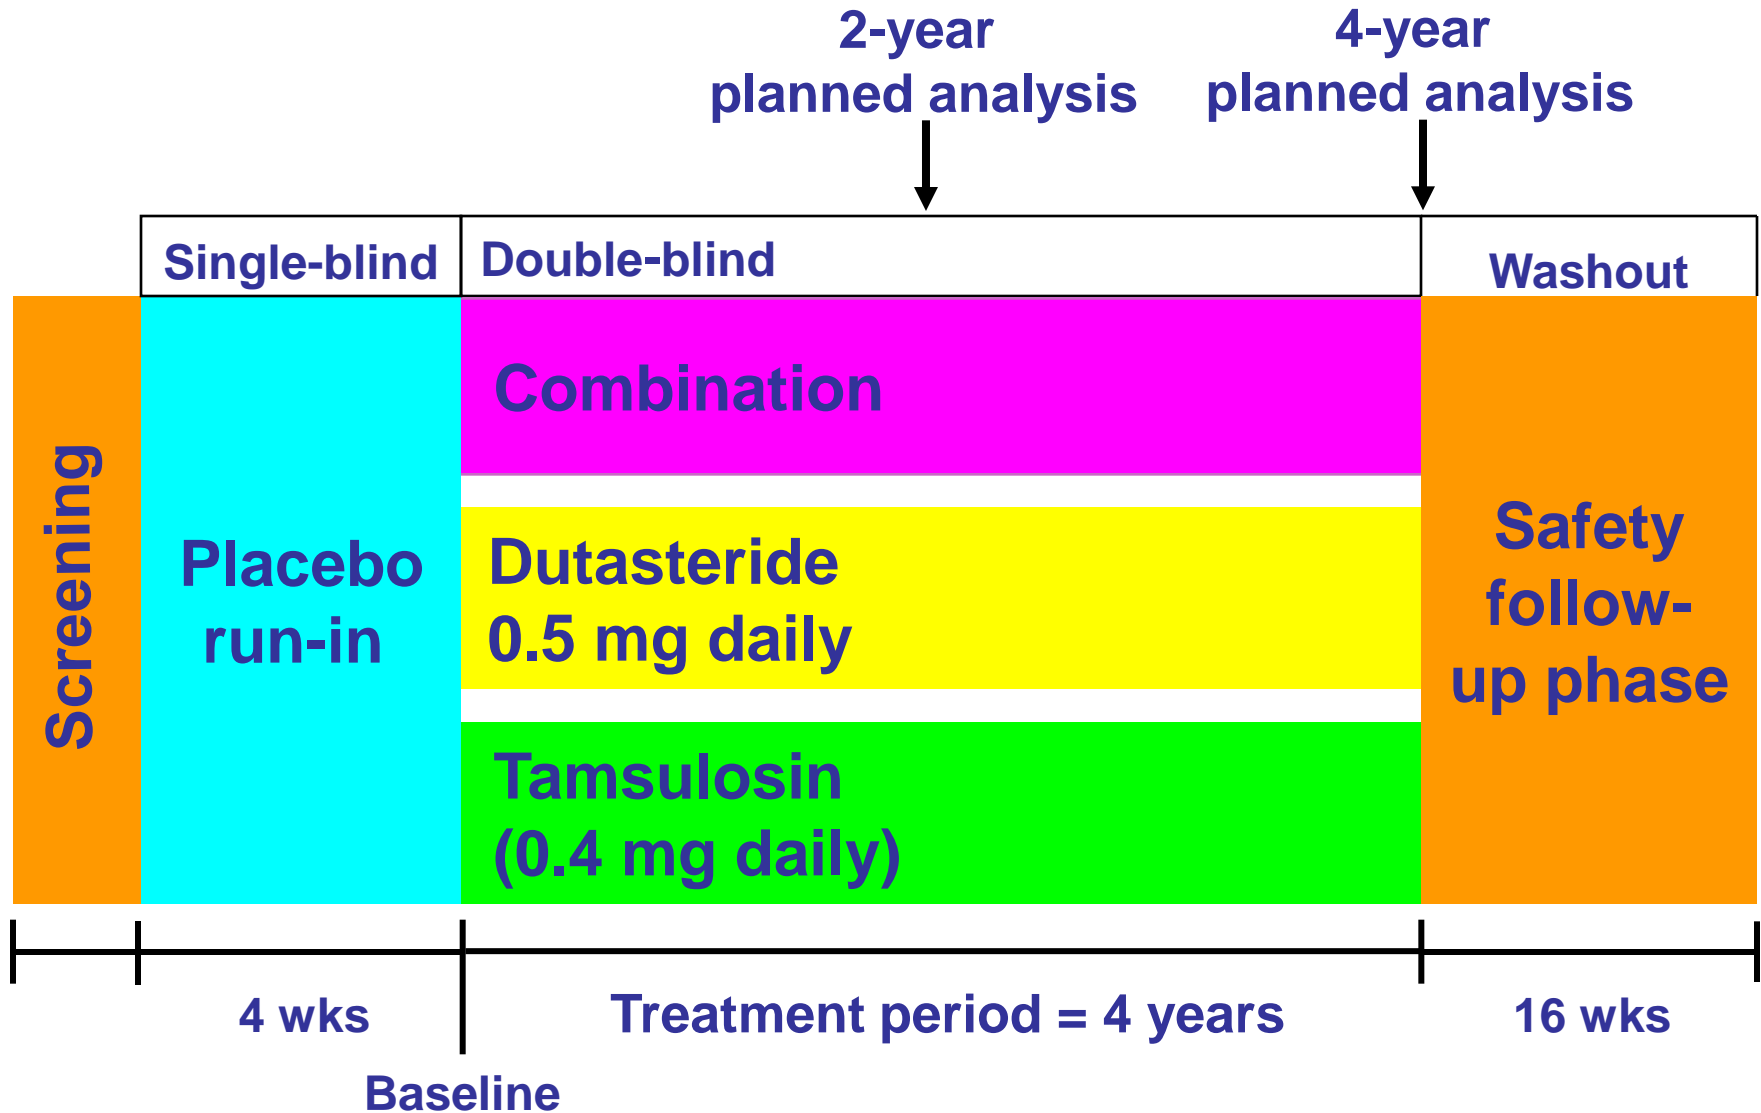 2-year
planned analysis
4-year
planned analysis
Single-blind
Double-blind
Washout
Screening
Placebo
run-in
Combination
Dutasteride
0.5 mg daily
Tamsulosin
(0.4 mg daily)
Safety
follow-
up phase
4 wks
Treatment period = 4 years
16 wks
Baseline